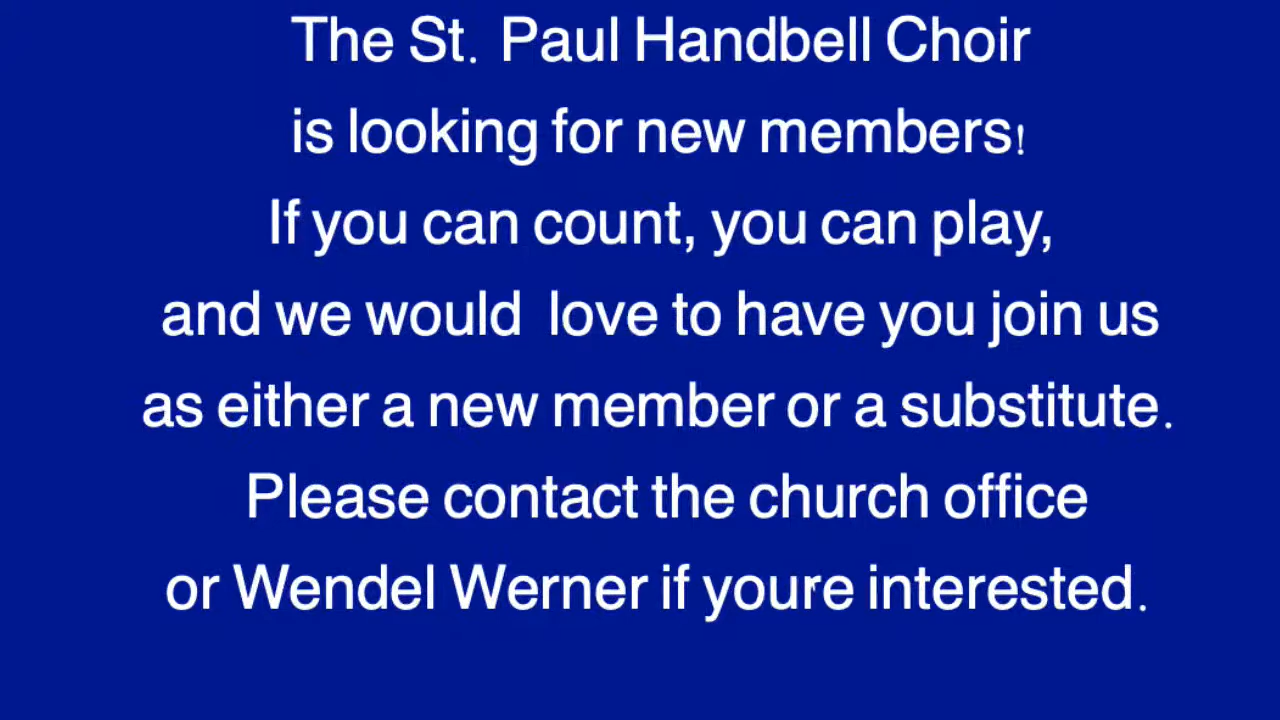 The St. Paul Handbell Choir
is looking for new members!
If you can count, you can play,
and we would love to have you join us
as either a new member or a substitute.
Please contact the church office
or Wendel Werner if you're interested.